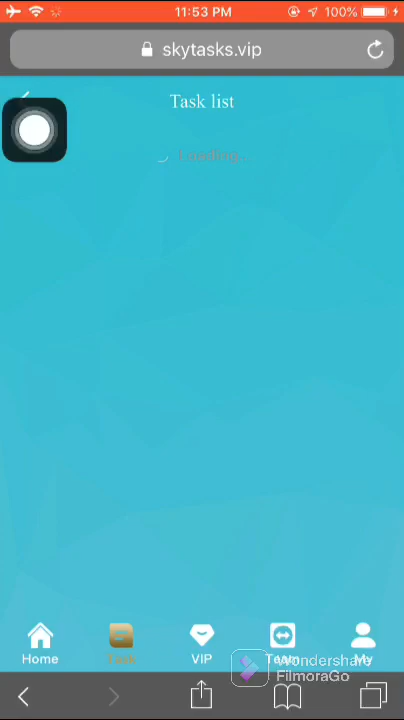 11:53 PM
100%
skytasks.vip
Task list
Loading...
Home
Task
VIP
Team
My
Wondershare
FilmoraGo